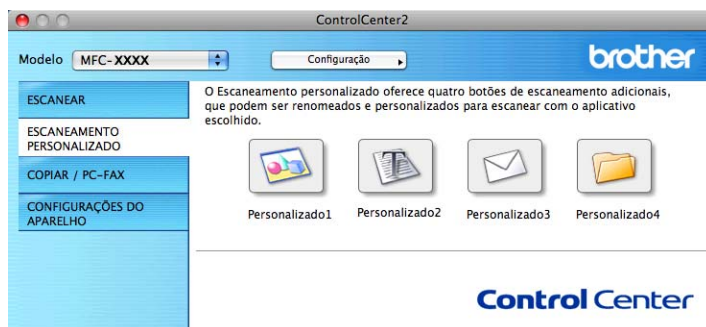 ControlCenter2
Modelo MFC-XXXX Configuração brother
ESCANEAR
ESCANEAMENTO
PERSONALIZADO
COPIAR / PC-FAX
CONFIGURAÇÕES DO
APARELHO
O Escaneamento personalizado oferece quatro botões de escaneamento adicionais,
que podem ser renomeados e personalizados para escanear com o aplicativo
escolhido.
Personalizado1 Personalizado2 Personalizado3 Personalizado4
Control Center